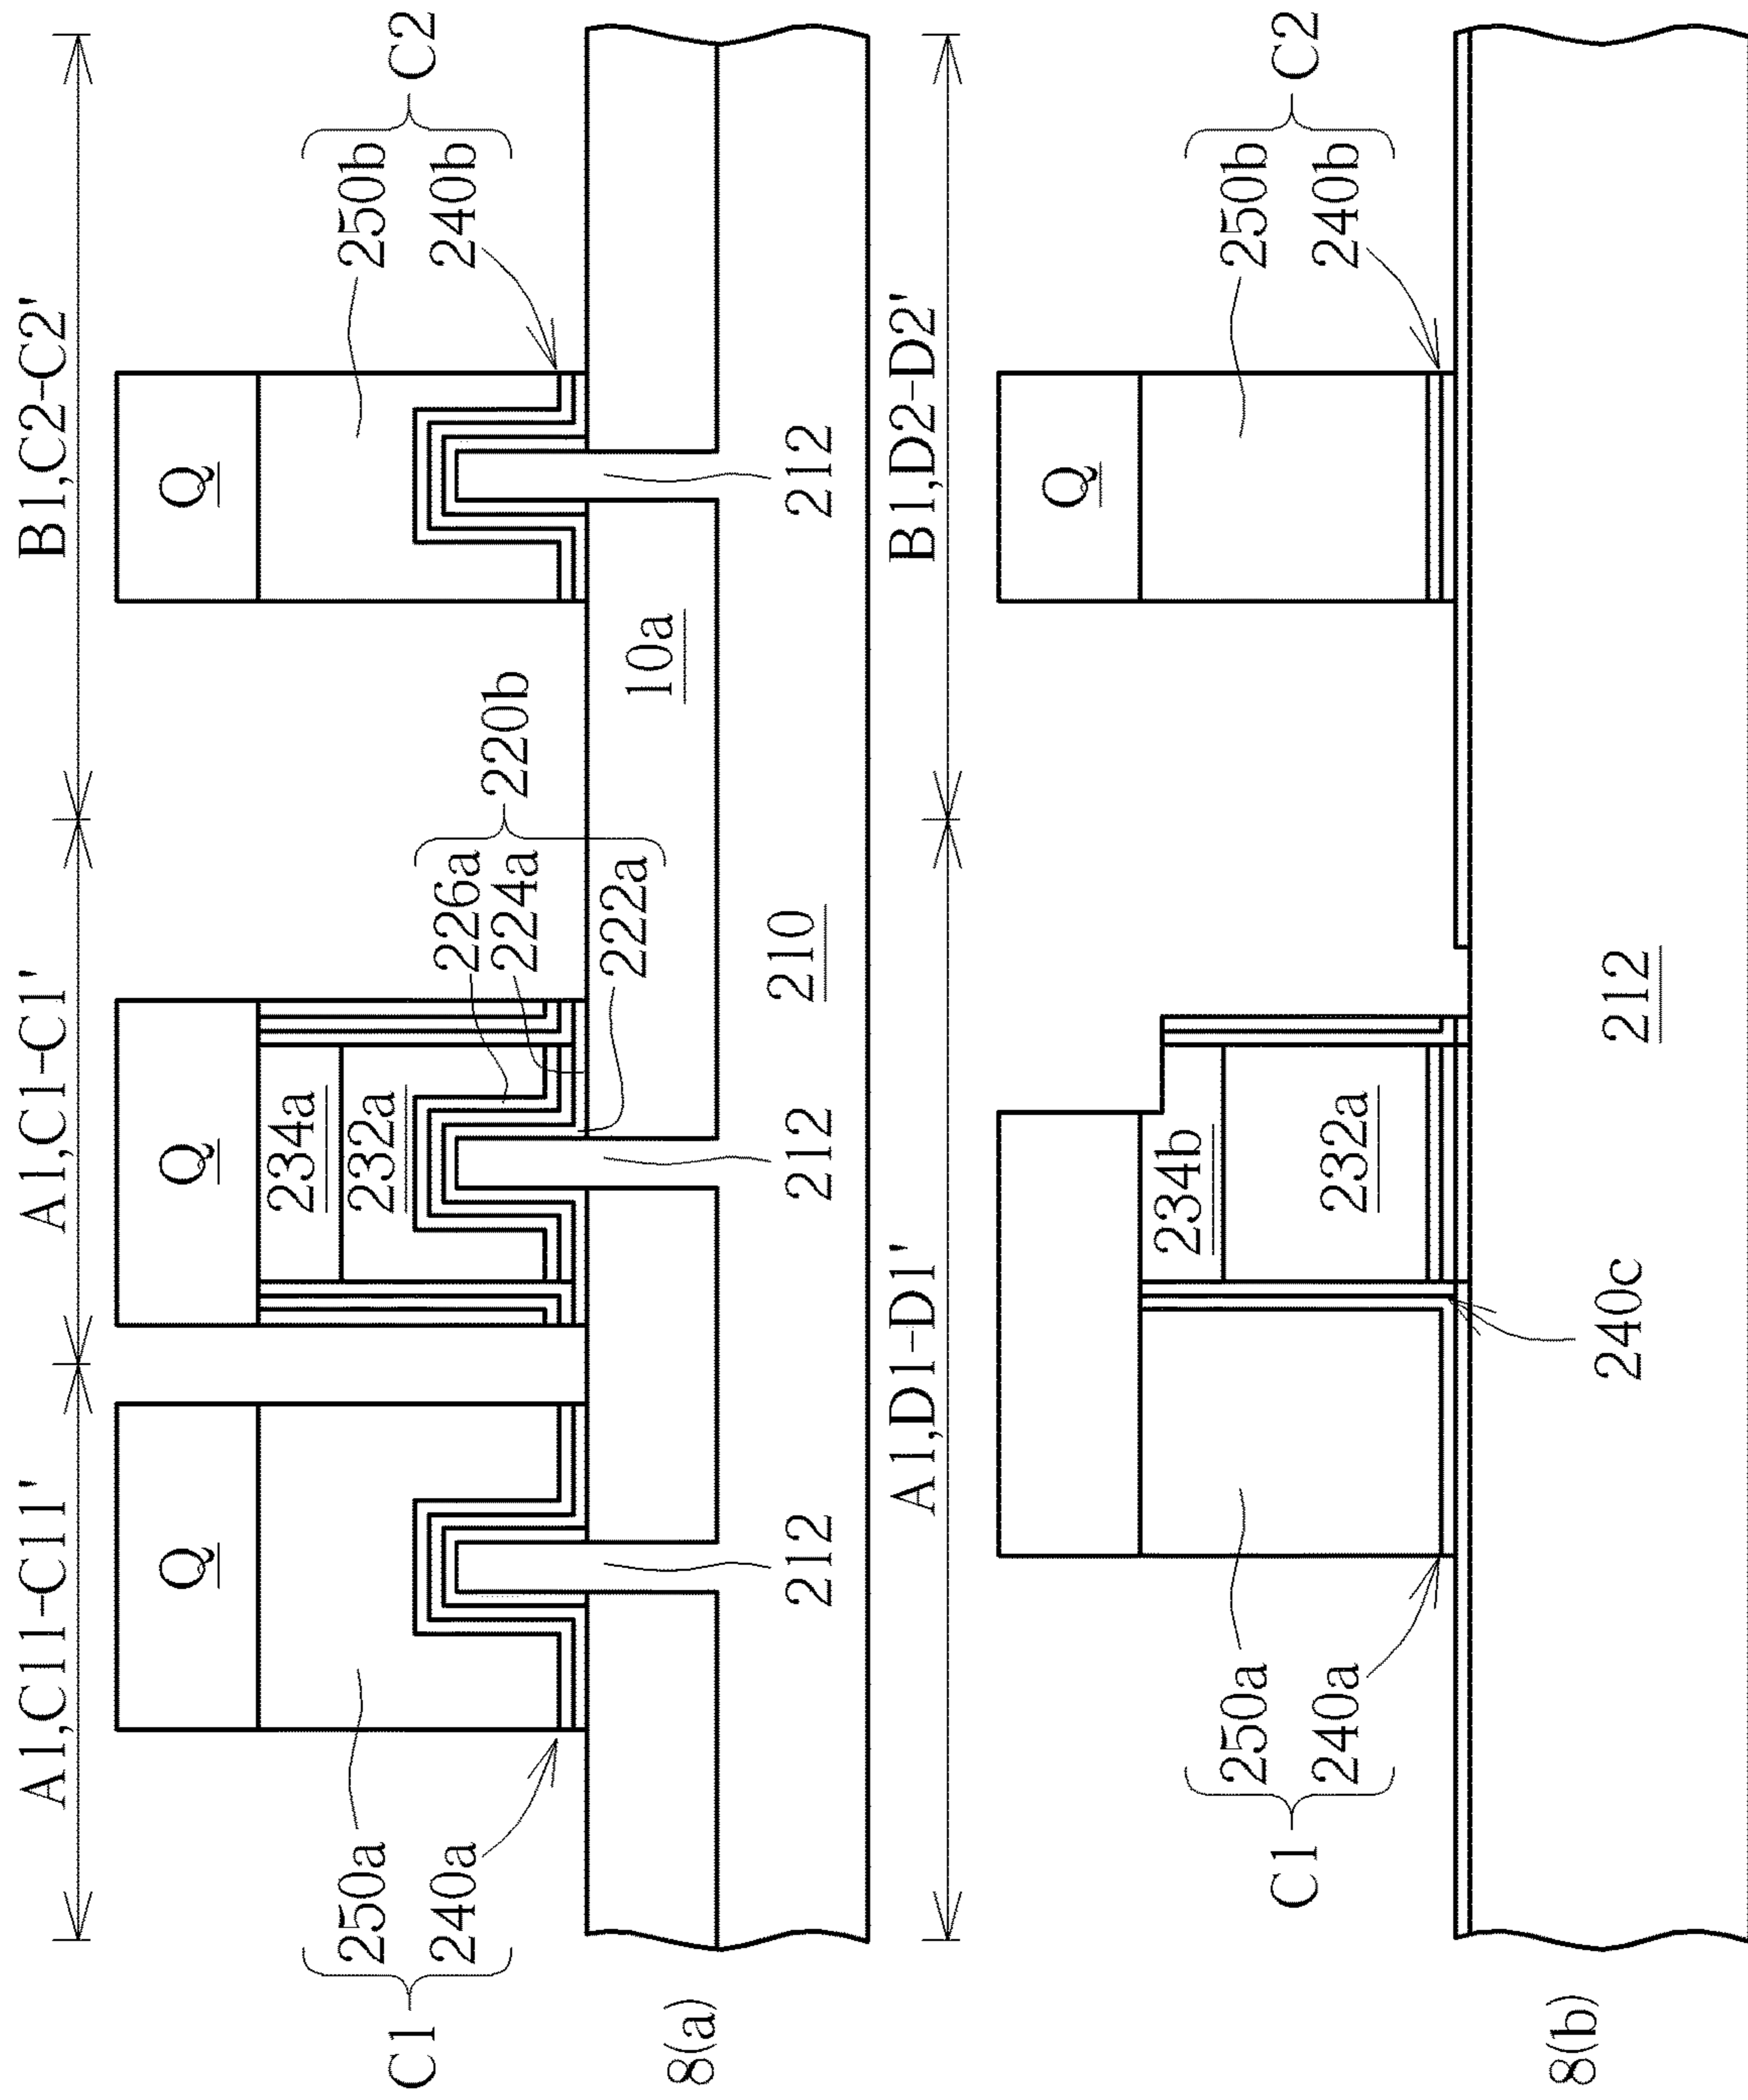 A1,C11-C11'
A1,C1-C1'
B1,C2-C2'
Q
Q
Q
234a
232a
C1
250a
240a
226a
224a
222a
220b
250b
240b
C2
10a
212
212
210
212
8(a)
A1,D1-D1'
B1,D2-D2'
Q
234b
232a
C1
250a
240a
250b
240b
C2
240c
212
8(b)